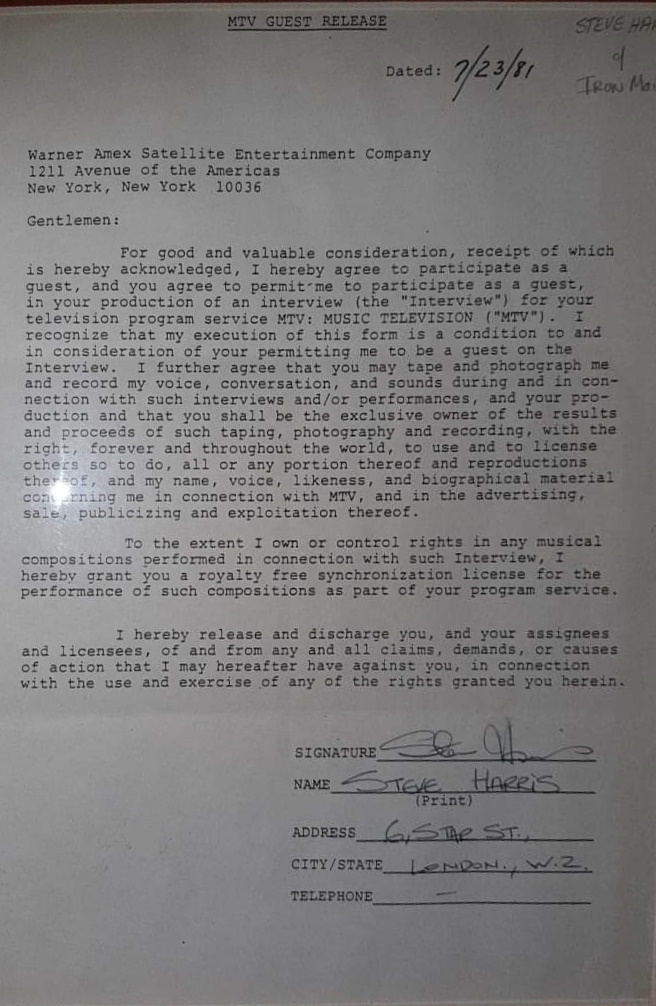 MTV GUEST RELEASE
STEVE HAR
of
IRON Mai
Dated: 7/23/81
Warner Amex Satellite Entertainment Company
1211 Avenue of the Americas
New York, New York 10036
Gentlemen:
For good and valuable consideration, receipt of which
is hereby acknowledged, I hereby agree to participate as a
guest, and you agree to permit me to participate as a guest,
in your production of an interview (the "Interview") for your
television program service MTV: MUSIC TELEVISION ("MTV"). I
recognize that my execution of this form is a condition to and
in consideration of your permitting me to be a guest on the
Interview. I further agree that you may tape and photograph me
and record my voice, conversation, and sounds during and in con-
nection with such interviews and/or performances, and your pro-
duction and that you shall be the exclusive owner of the results
and proceeds of such taping, photography and recording, with the
right, forever and throughout the world, to use and to license
others so to do, all or any portion thereof and reproductions
thereof, and my name, voice, likeness, and biographical material
concerning me in connection with MTV, and in the advertising,
sale, publicizing and exploitation thereof.
To the extent I own or control rights in any musical
compositions performed in connection with such Interview, I
hereby grant you a royalty free synchronization license for the
performance of such compositions as part of your program service.
I hereby release and discharge you, and your assignees
and licensees, of and from any and all claims, demands, or causes
of action that I may hereafter have against you, in connection
with the use and exercise of any of the rights granted you herein.
SIGNATURE Steve Harris
NAME STEVE HARRIS
(Print)
ADDRESS 6, STAR ST.,
CITY/STATE LONDON., W.2.
TELEPHONE —